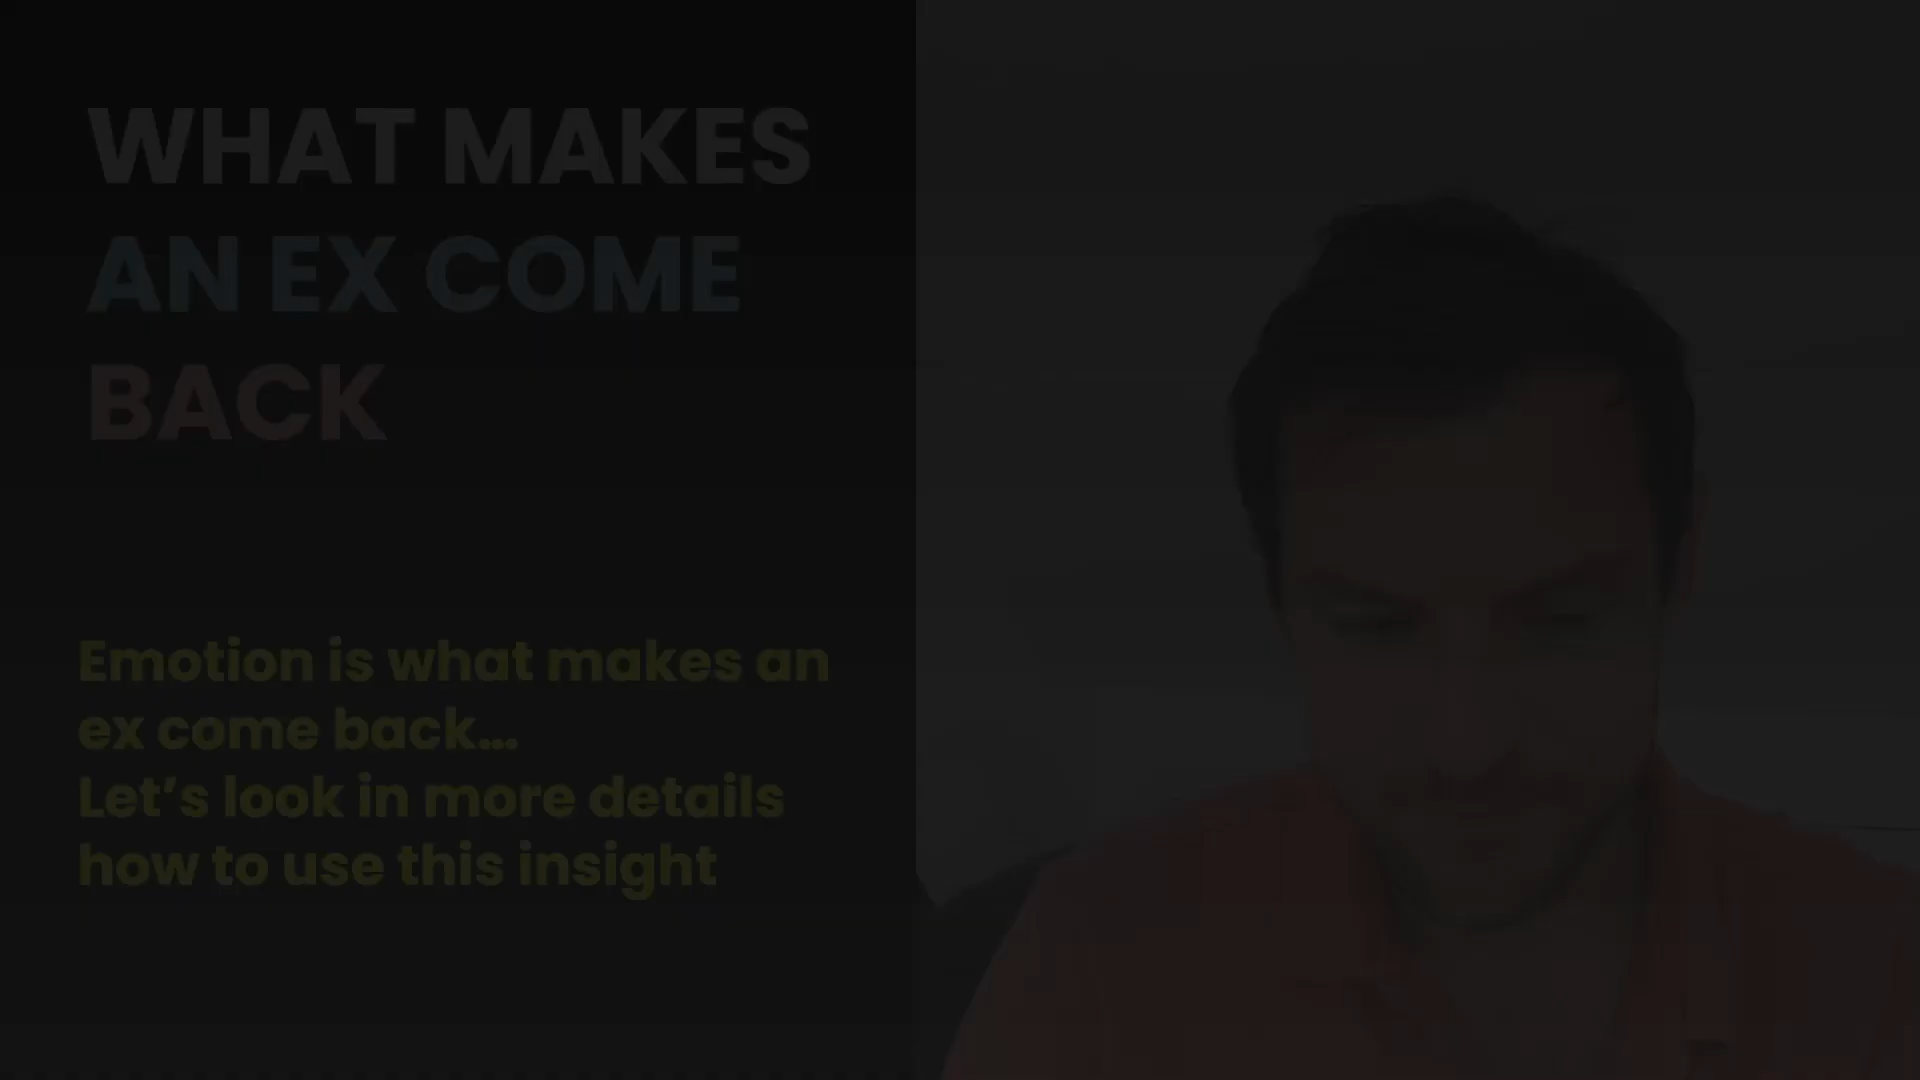 WHAT MAKES
AN EX COME
BACK
Emotion is what makes an
ex come back...
Let's look in more details
how to use this insight